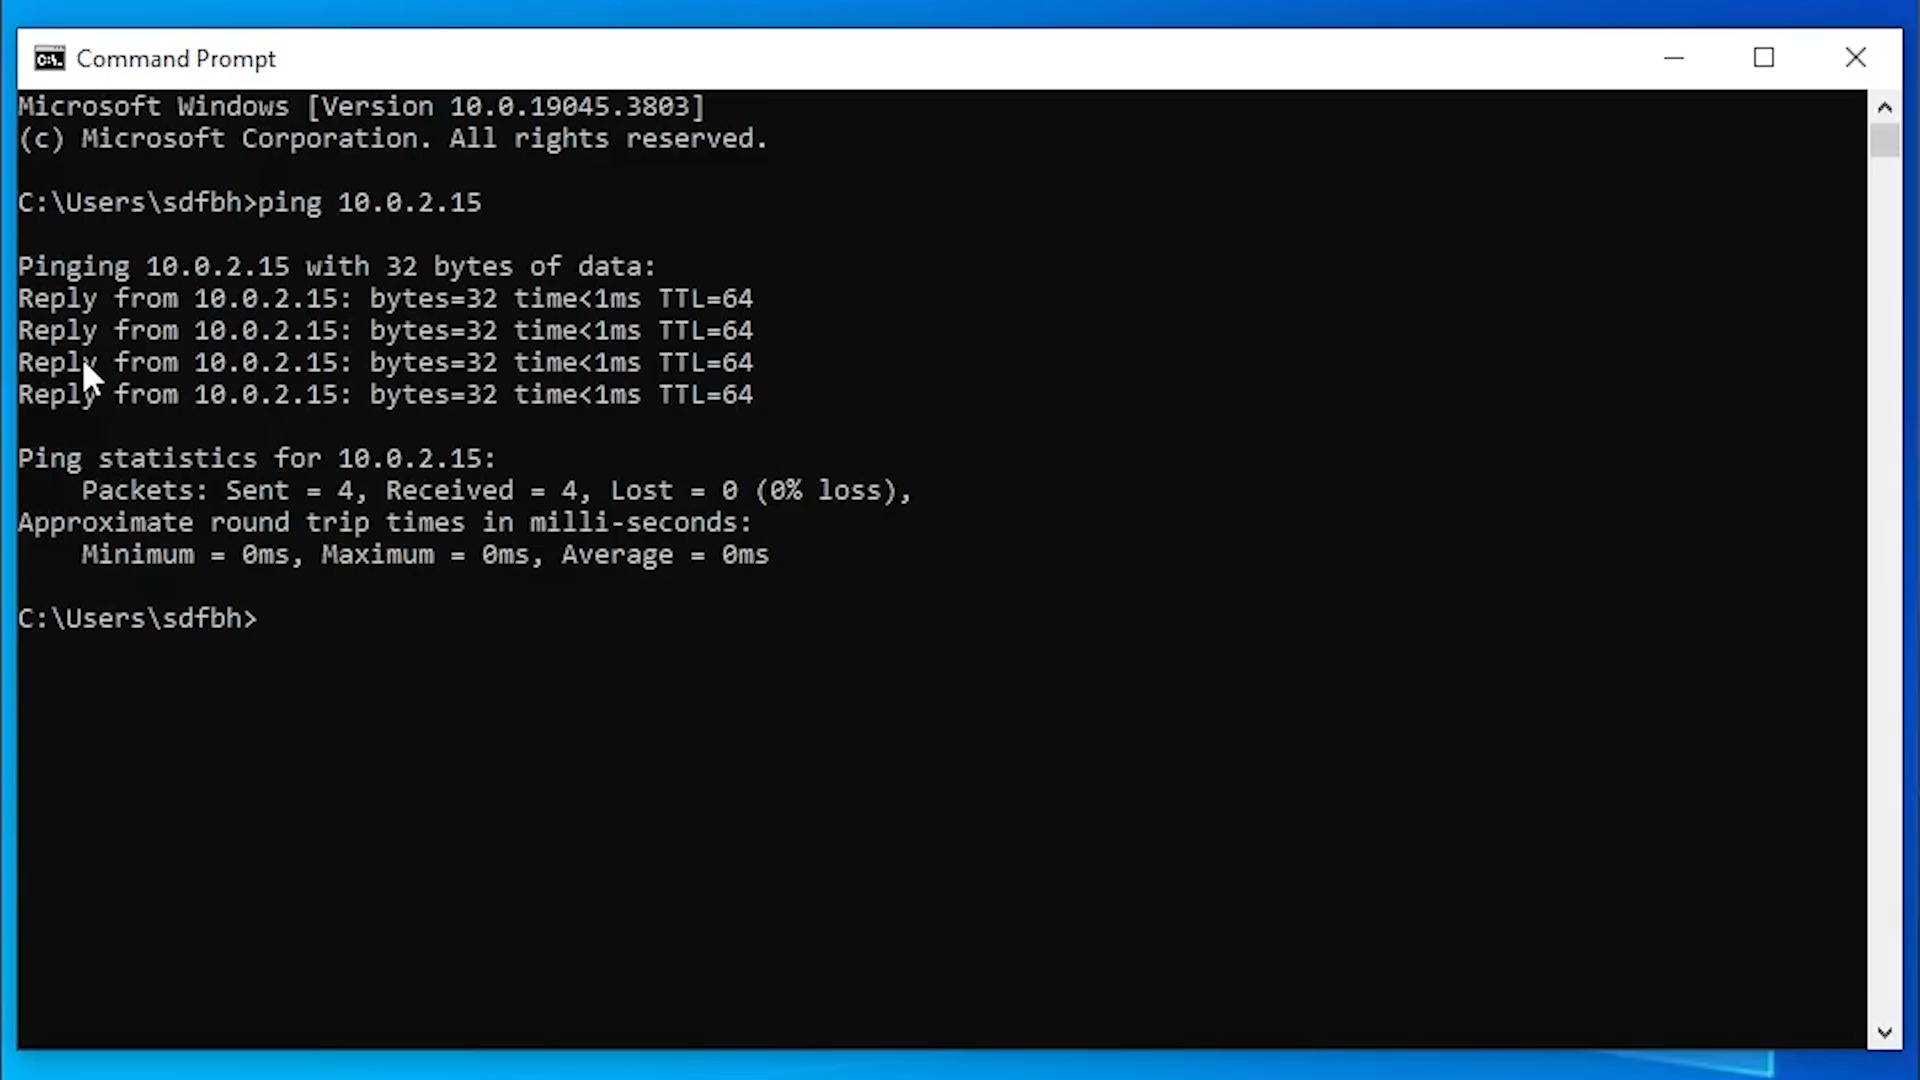 Command Prompt
Microsoft Windows [Version 10.0.19045.3803]
(c) Microsoft Corporation. All rights reserved.
C:\Users\sdfbh>ping 10.0.2.15
Pinging 10.0.2.15 with 32 bytes of data:
Reply from 10.0.2.15: bytes=32 time<1ms TTL=64
Reply from 10.0.2.15: bytes=32 time<1ms TTL=64
Reply from 10.0.2.15: bytes=32 time<1ms TTL=64
Reply from 10.0.2.15: bytes=32 time<1ms TTL=64
Ping statistics for 10.0.2.15:
    Packets: Sent = 4, Received = 4, Lost = 0 (0% loss),
Approximate round trip times in milli-seconds:
    Minimum = 0ms, Maximum = 0ms, Average = 0ms
C:\Users\sdfbh>